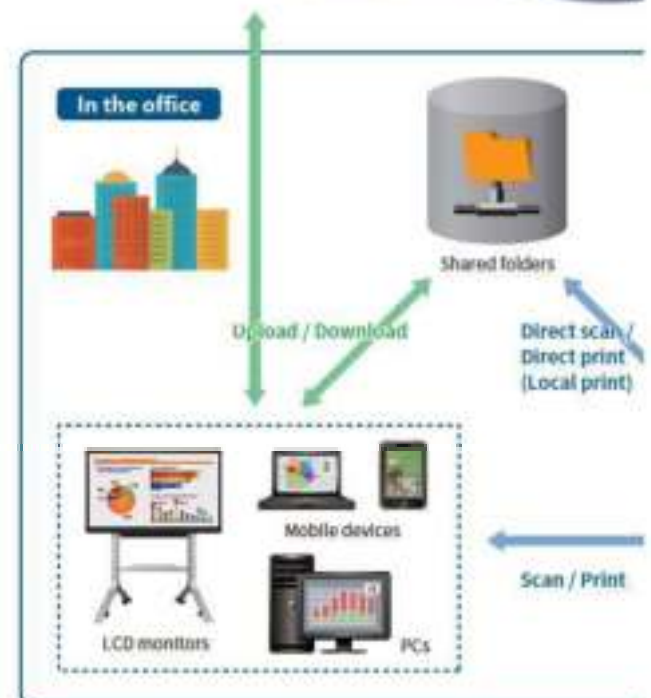 In the office
Shared folders
Upload / Download
Direct scan /
Direct print
(Local print)
Mobile devices
Scan / Print
LCD monitors
PCs